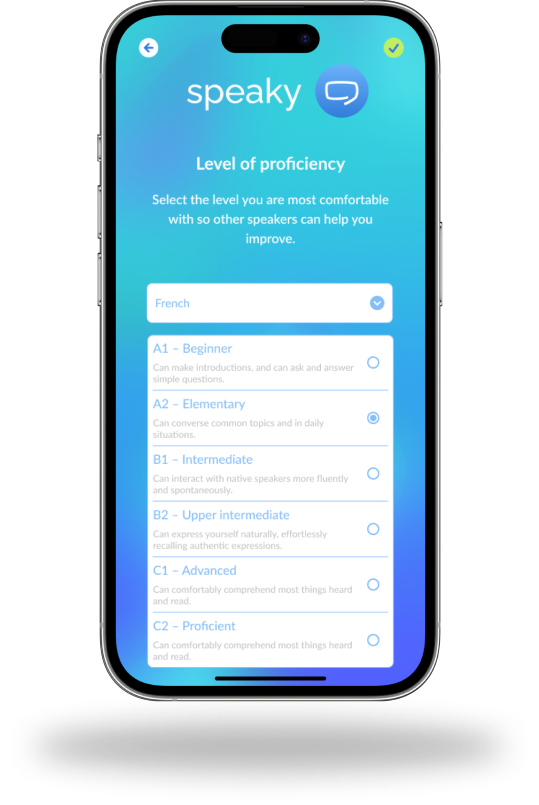 speaky
Level of proficiency
Select the level you are most comfortable
with so other speakers can help you
improve.
French
A1 – Beginner
Can make introductions, and can ask and answer
simple questions.
A2 – Elementary
Can converse common topics and in daily
situations.
B1 – Intermediate
Can interact with native speakers more fluently
and spontaneously.
B2 – Upper intermediate
Can express yourself naturally, effortlessly
recalling authentic expressions.
C1 – Advanced
Can comfortably comprehend most things heard
and read.
C2 – Proficient
Can comfortably comprehend most things heard
and read.